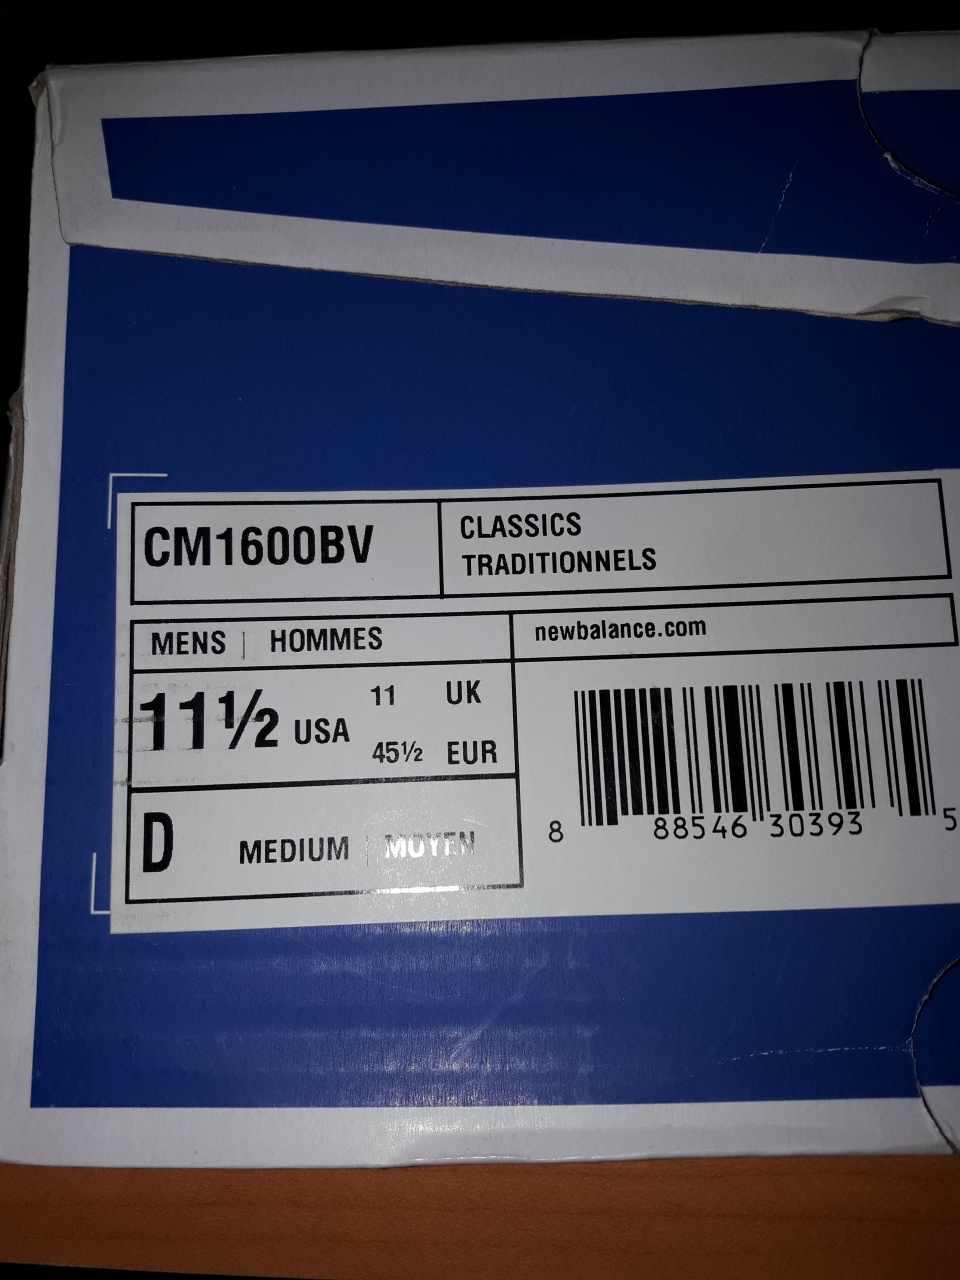 CM1600BV
CLASSICS
TRADITIONNELS
MENS | HOMMES
newbalance.com
11½ USA
11 UK
45½ EUR
D MEDIUM | MOYEN
8 88546 30393 5